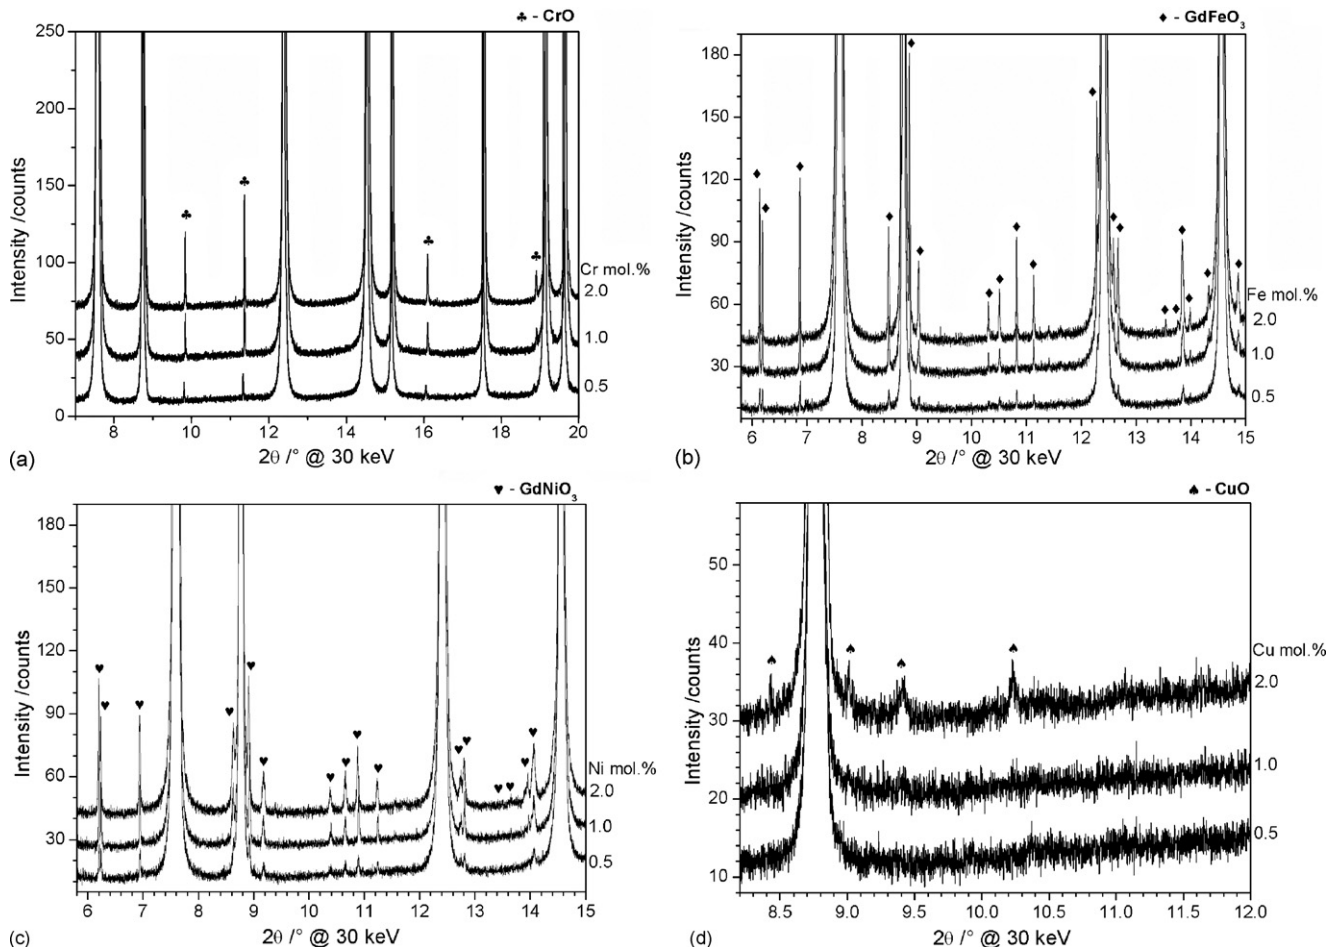 ♣ - CrO
250
200
150
100
50
0
Intensity /counts
Cr mol.%
2.0
1.0
0.5
8 10 12 14 16 18 20
2θ /° @ 30 keV
(a)
♦ - GdFeO3
180
150
120
90
60
30
Intensity /counts
Fe mol.%
2.0
1.0
0.5
6 7 8 9 10 11 12 13 14 15
2θ /° @ 30 keV
(b)
♥ - GdNiO3
180
150
120
90
60
30
Intensity /counts
Ni mol.%
2.0
1.0
0.5
6 7 8 9 10 11 12 13 14 15
2θ /° @ 30 keV
(c)
♠ - CuO
50
40
30
20
10
Intensity /counts
Cu mol.%
2.0
1.0
0.5
8.5 9.0 9.5 10.0 10.5 11.0 11.5 12.0
2θ /° @ 30 keV
(d)